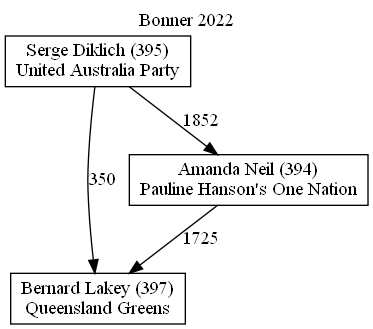 Bonner 2022
Serge Diklich (395)
United Australia Party
1852
Amanda Neil (394)
Pauline Hanson's One Nation
350
1725
Bernard Lakey (397)
Queensland Greens